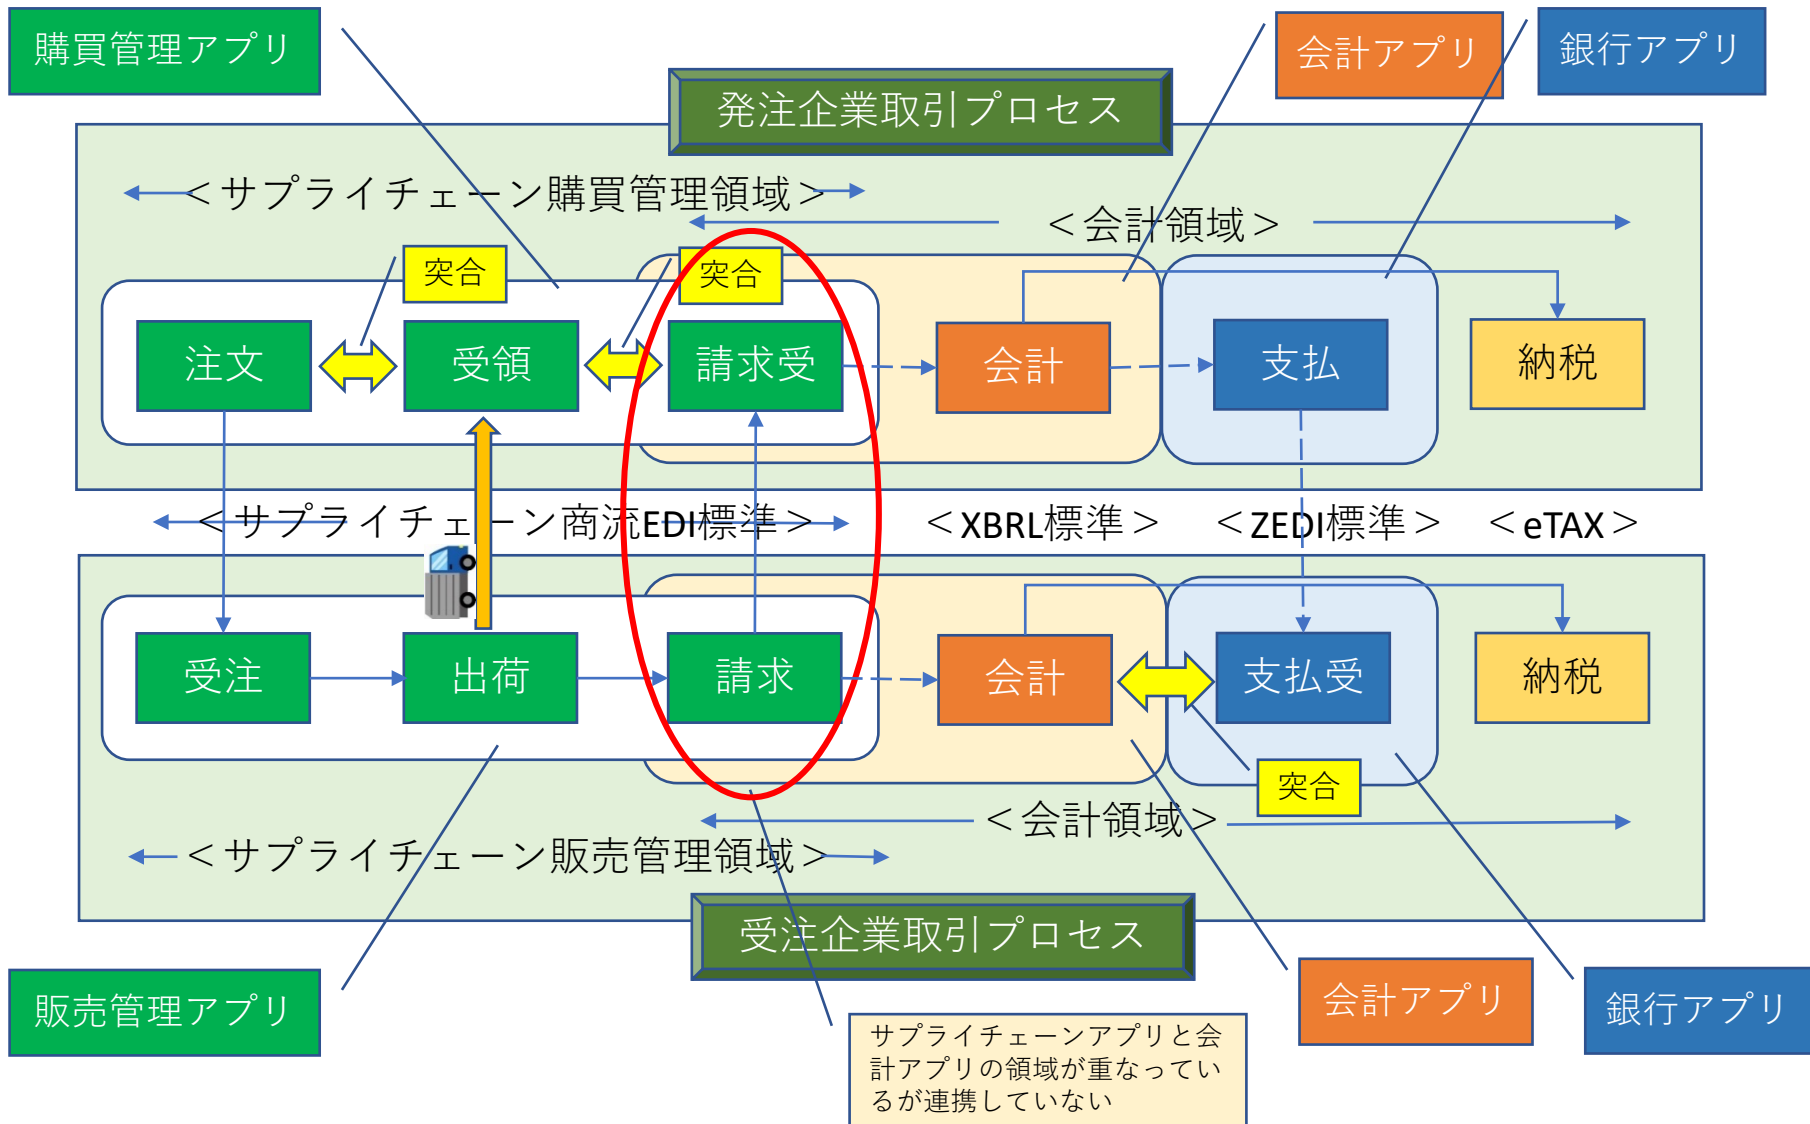 購買管理アプリ
会計アプリ
銀行アプリ
発注企業取引プロセス
＜サプライチェーン購買管理領域＞
＜会計領域＞
突合
突合
注文
受領
請求受
会計
支払
納税
＜サプライチェーン商流EDI標準＞
＜XBRL標準＞
＜ZEDI標準＞
＜eTAX＞
受注
出荷
請求
会計
支払受
納税
突合
＜会計領域＞
＜サプライチェーン販売管理領域＞
受注企業取引プロセス
販売管理アプリ
会計アプリ
銀行アプリ
サプライチェーンアプリと会
計アプリの領域が重なってい
るが連携していない